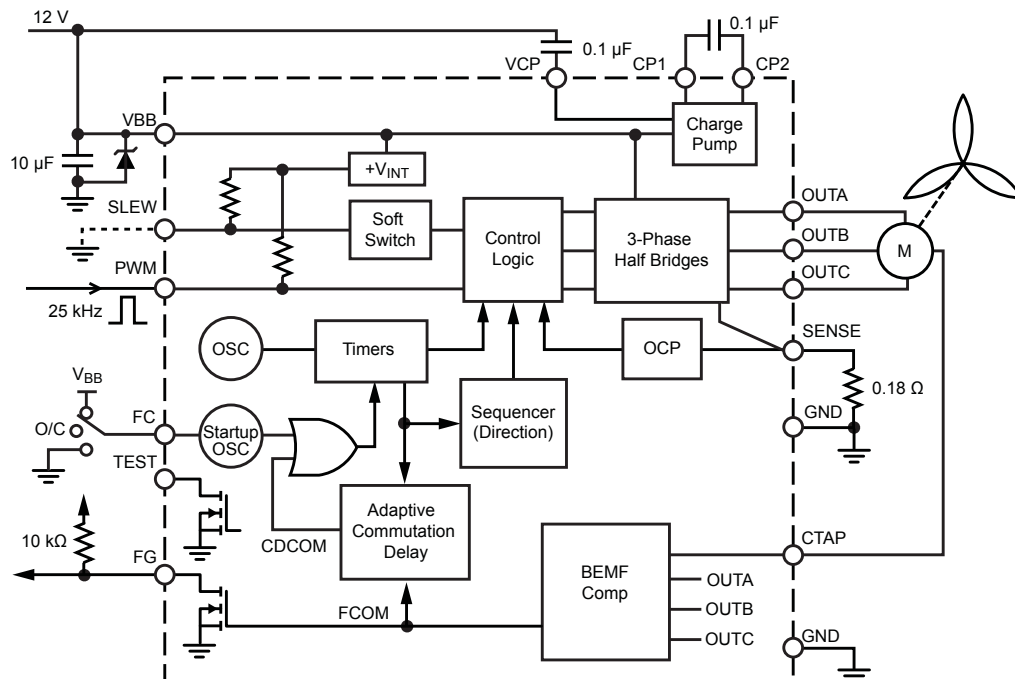 12 V
0.1 µF
0.1 µF
VCP
CP1
CP2
VBB
Charge
Pump
10 µF
+VINT
SLEW
Soft
Switch
Control
Logic
3-Phase
Half Bridges
OUTA
OUTB
OUTC
M
PWM
25 kHz
OSC
Timers
OCP
SENSE
0.18 Ω
VBB
O/C
FC
Startup
OSC
Sequencer
(Direction)
GND
TEST
Adaptive
Commutation
Delay
CDCOM
10 kΩ
FG
FCOM
BEMF
Comp
CTAP
OUTA
OUTB
OUTC
GND